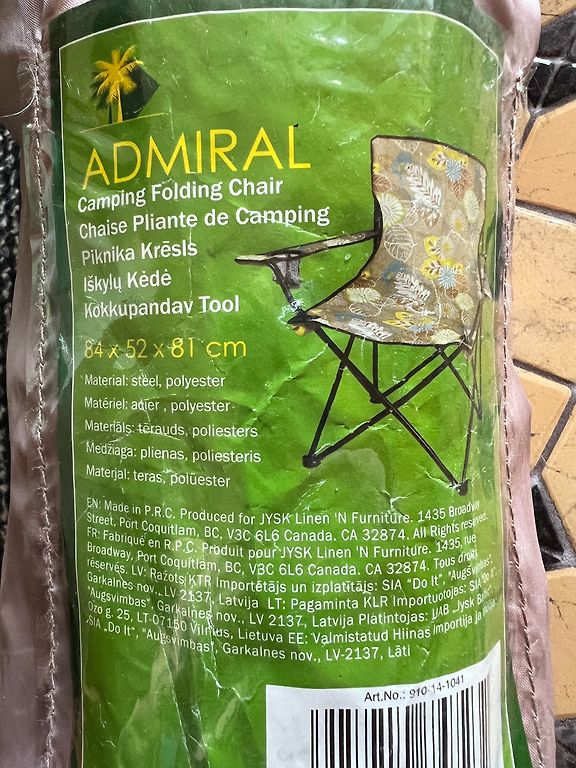 ADMIRAL
Camping Folding Chair
Chaise Pliante de Camping
Piknika Krēsls
Iškylų Kėdė
Kokkupandav Tool
84 x 52 x 81 cm
Material: steel, polyester
Matériel: acier , polyester
Materiāls: tērauds, poliesters
Medžiaga: plienas, poliesteris
Materjal: teras, polüester
EN: Made in P.R.C. Produced for JYSK Linen 'N Furniture. 1435 Broadway
Street, Port Coquitlam, BC, V3C 6L6 Canada. CA 32874. All Rights reserved.
FR: Fabriqué en R.P.C. Produit pour JYSK Linen 'N Furniture. 1435, rue
Broadway, Port Coquitlam, BC, V3C 6L6 Canada. CA 32874. Tous droits
réservés. LV: Ražots KTR Importētājs un izplatītājs: SIA "Do It", "Augsvimbas",
Garkalnes nov., LV 2137, Latvija LT: Pagaminta KLR Importuotojas: SIA "Do It",
"Augsvimbas", Garkalnes nov., LV 2137, Latvija Platintojas: UAB "Jysk
Ozo g. 25, LT-07150 Vilnius, Lietuva EE: Valmistatud Hiinas Importija ja
SIA „Do It", "Augsvimbas", Garkalnes nov., LV-2137, Läti
Art.No.: 910-14-1041